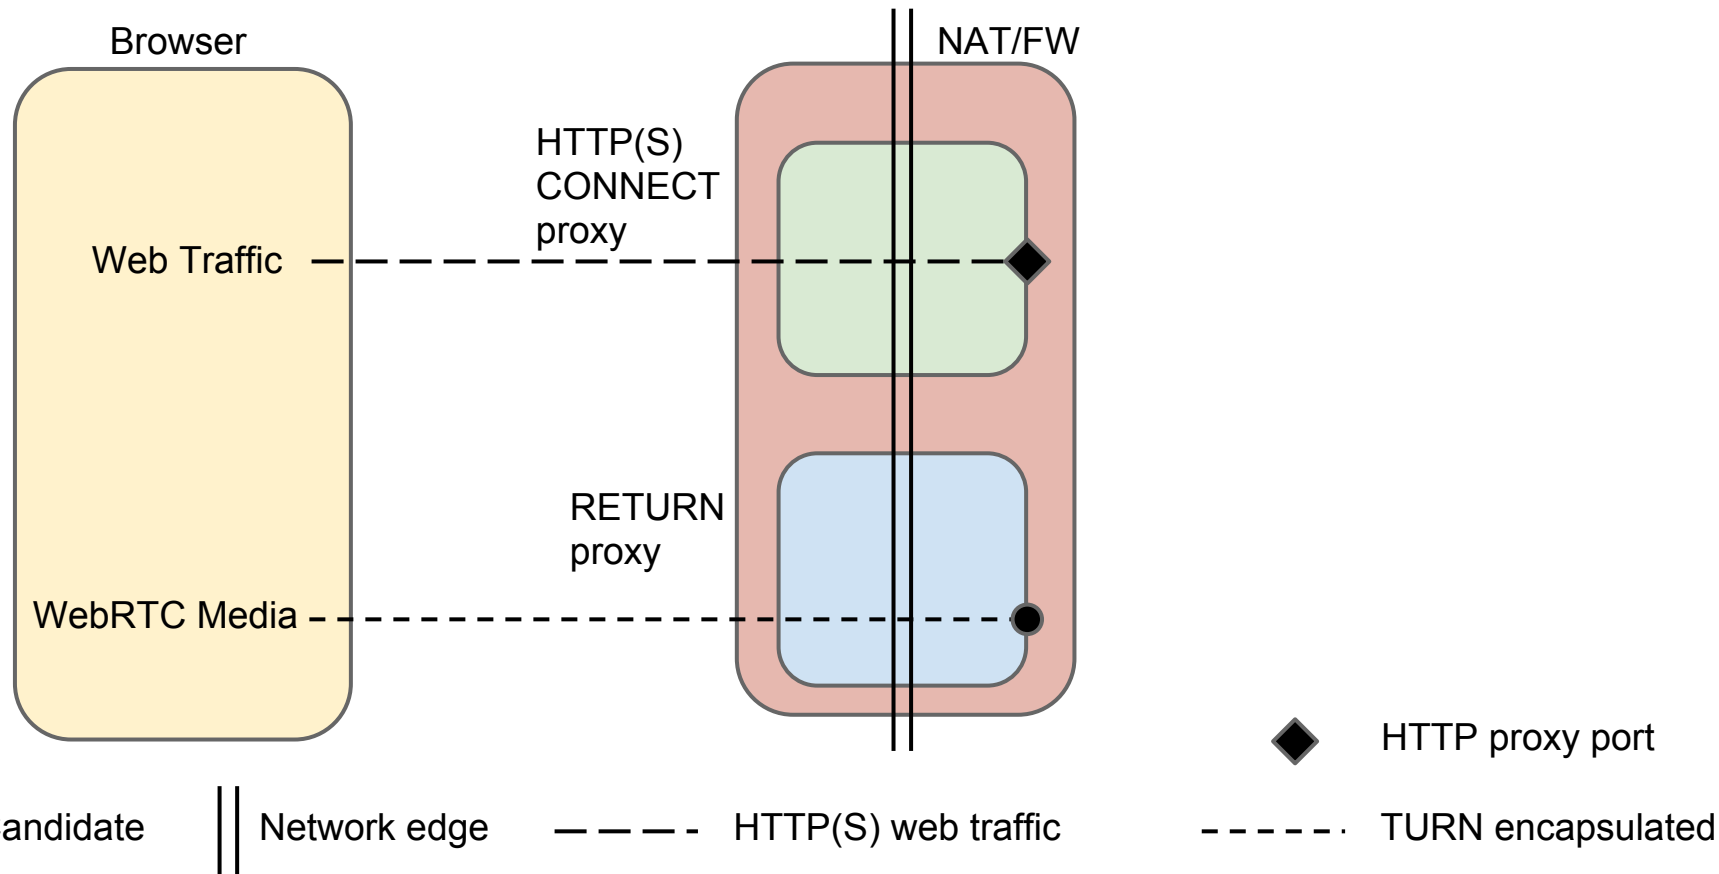 Browser
NAT/FW
HTTP(S)
CONNECT
proxy
Web Traffic
RETURN
proxy
WebRTC Media
HTTP proxy port
andidate
Network edge
HTTP(S) web traffic
TURN encapsulated